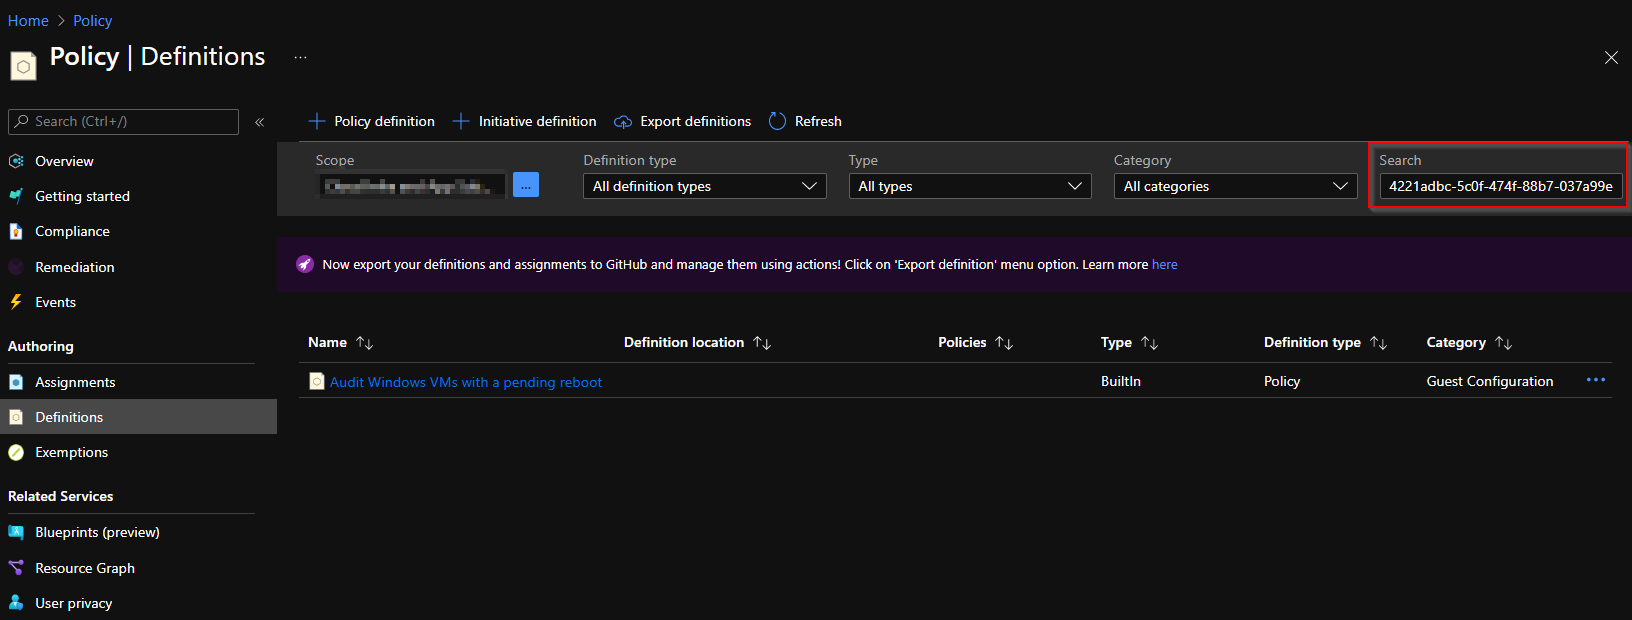 Home > Policy
Policy | Definitions ...
Search (Ctrl+/) «
Overview
Getting started
Compliance
Remediation
Events
Authoring
Assignments
Definitions
Exemptions
Related Services
Blueprints (preview)
Resource Graph
User privacy
Policy definition Initiative definition Export definitions Refresh
Scope Definition type Type Category Search
... All definition types All types All categories 4221adbc-5c0f-474f-88b7-037a99e
Now export your definitions and assignments to GitHub and manage them using actions! Click on 'Export definition' menu option. Learn more here
Name ↑↓ Definition location ↑↓ Policies ↑↓ Type ↑↓ Definition type ↑↓ Category ↑↓
Audit Windows VMs with a pending reboot BuiltIn Policy Guest Configuration ...